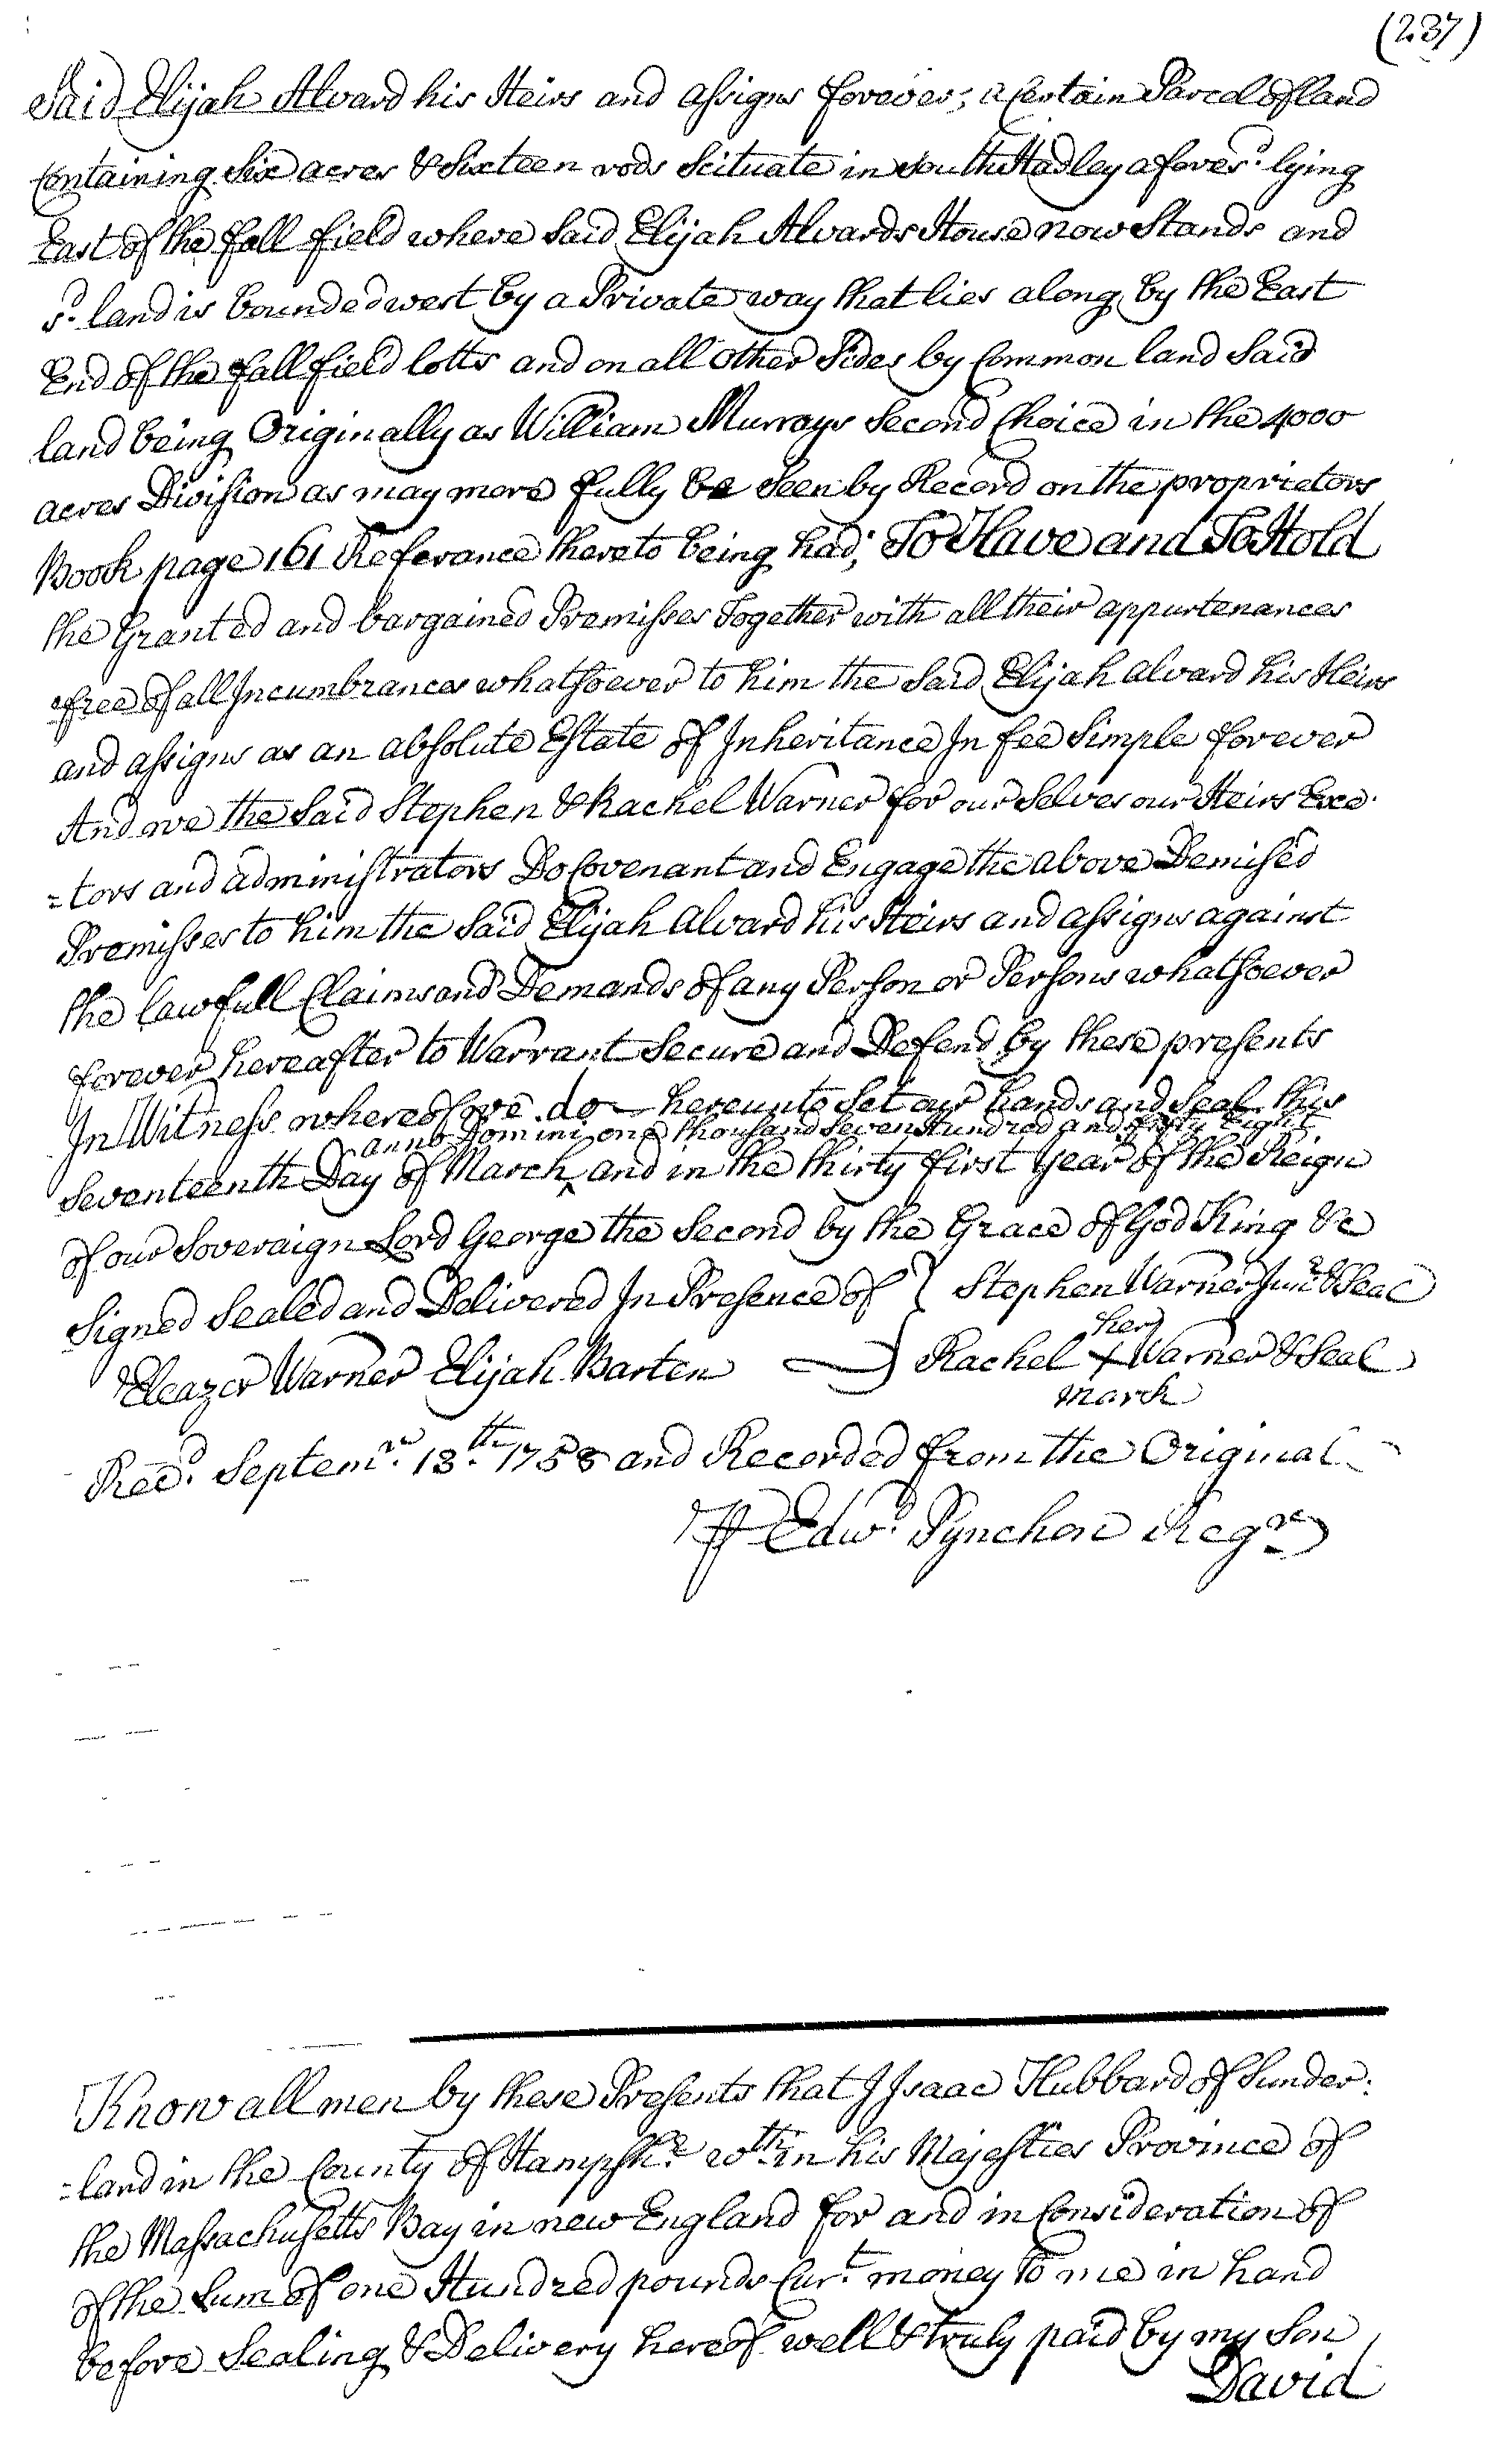 (237)
Said Elijah Alvard his Heirs and assigns forever; a Certain Parcel of land
Containing Six acres & Sixteen rods Scituate in South Hadley afores.d lying
East of the fall field where Said Elijah Alvards House now Stands and
s.d land is bounded west by a Private way that lies along by the East
End of the fall field lotts and on all other Sides by Common land Said
land being Originally as William Murrays Second Choice in the 4000
acres Division as may more fully be Seen by Record on the proprietors
Book page 161 Referance thereto being had; To Have and To Hold
the Granted and bargained Premisses Together with all their appurtenances
free of all Incumbrances whatsoever to him the Said Elijah alvard his Heirs
and assigns as an absolute Estate of Inheritance In fee Simple forever
And we the Said Stephen & Rachel Warner for our Selves our Heirs Exe:
=tors and administrators Do Covenant and Engage the above Demised
Premisses to him the Said Elijah alvard his Heirs and assigns against
the lawfull Claims and Demands of any Person or Persons whatsoever
forever hereafter to Warrant Secure and Defend by these presents
In Witness whereof we do hereunto Set our hands and Seal this
anno Domini one thousand Seven Hundred and fifty Eight
Seventeenth Day of March ‸ and in the thirty first year of the Reign
of our Soveraign Lord George the Second by the Grace of God King &c
Signed Sealed and Delivered In Presence of } Stephen Warner Jun.r & Seal
her
Eleazer Warner Elijah Barten } Rachel X Warner & Seal
march
Rec.d Septem.r 13.th 1758 and Recorded from the Original
⅌ Edw.d Pynchon Reg.r
Know all men by these Presents that I Isaac Hubbard of Sunder:
=land in the County of Hampsh.r wth.in his Majesties Province of
the Massachusetts Bay in new England for and in Consideration of
of the Sum of one Hundred pounds Cur.t money to me in hand
before Sealing & Delivery hereof well & truly paid by my Son
David